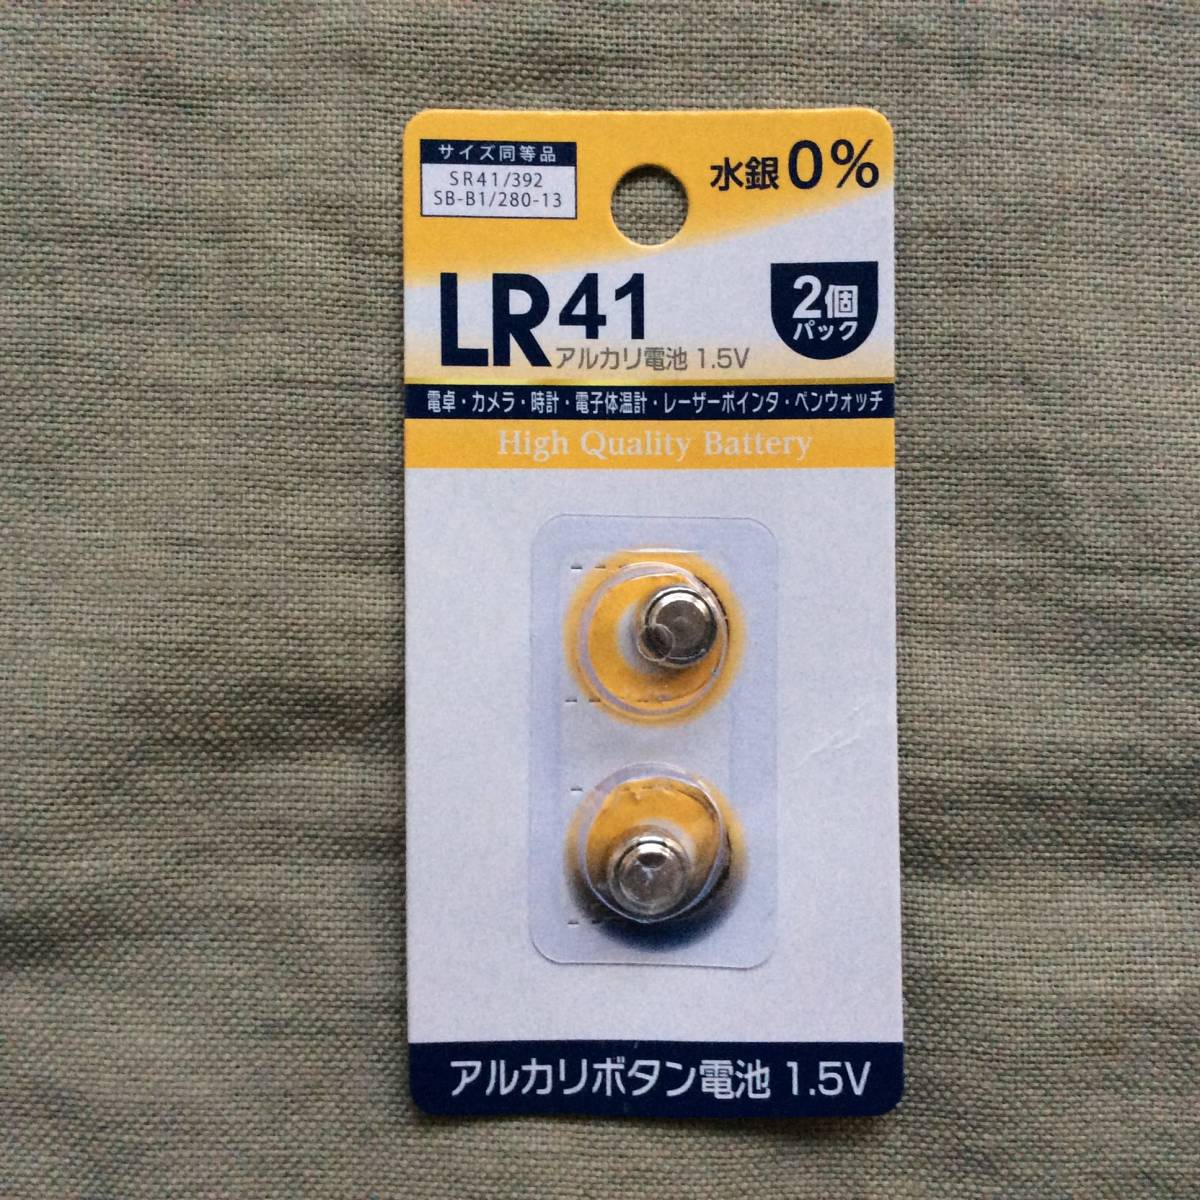 サイズ同等品
SR41/392
SB-B1/280-13
水銀0%
LR41
アルカリ電池 1.5V
2個
パック
電卓・カメラ・時計・電子体温計・レーザーポインタ・ペンウォッチ
High Quality Battery
アルカリボタン電池 1.5V